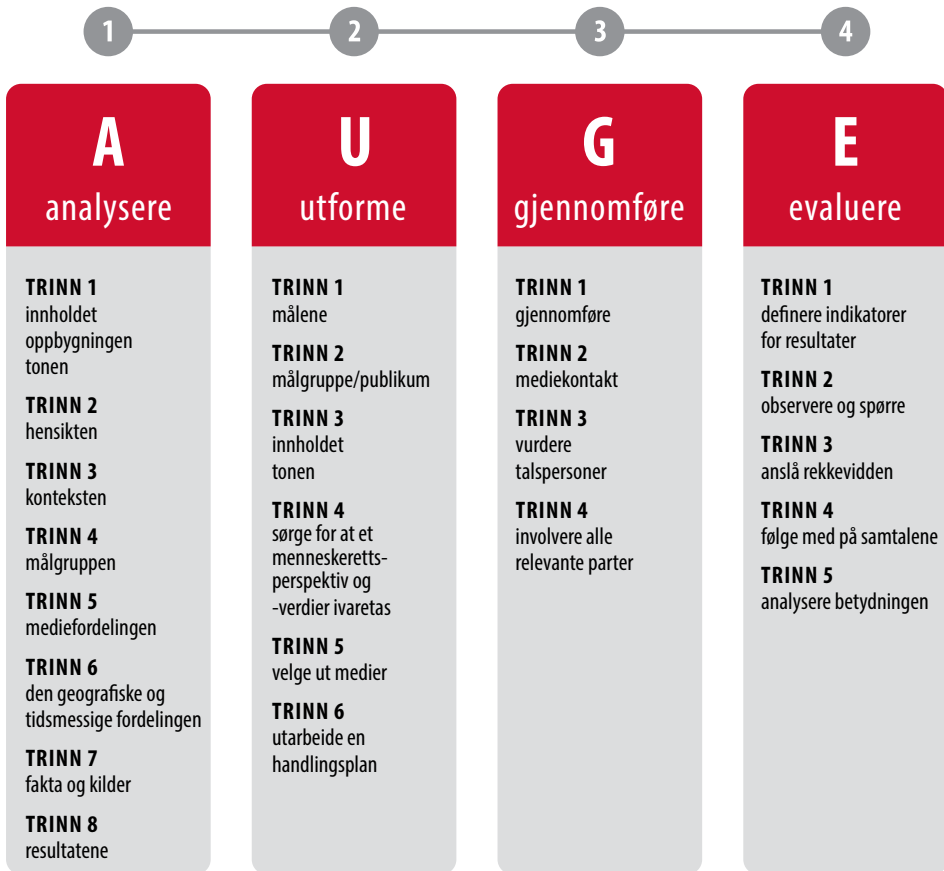 1
2
3
4
A
analysere
TRINN 1
innholdet
oppbygningen
tonen
TRINN 2
hensikten
TRINN 3
konteksten
TRINN 4
målgruppen
TRINN 5
mediefordelingen
TRINN 6
den geografiske og
tidsmessige fordelingen
TRINN 7
fakta og kilder
TRINN 8
resultatene
U
utforme
TRINN 1
målene
TRINN 2
målgruppe/publikum
TRINN 3
innholdet
tonen
TRINN 4
sørge for at et
menneskeretts-
perspektiv og
-verdier ivaretas
TRINN 5
velge ut medier
TRINN 6
utarbeide en
handlingsplan
G
gjennomføre
TRINN 1
gjennomføre
TRINN 2
mediekontakt
TRINN 3
vurdere
talspersoner
TRINN 4
involvere alle
relevante parter
E
evaluere
TRINN 1
definere indikatorer
for resultater
TRINN 2
observere og spørre
TRINN 3
anslå rekkevidden
TRINN 4
følge med på samtalene
TRINN 5
analysere betydningen